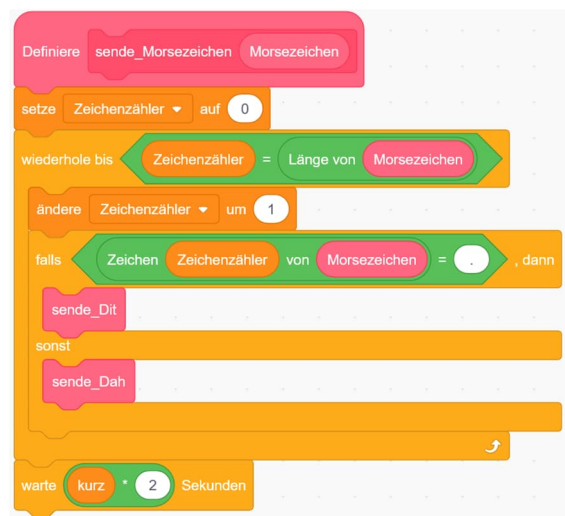 Definiere sende_Morsezeichen Morsezeichen
setze Zeichenzähler auf 0
wiederhole bis Zeichenzähler = Länge von Morsezeichen
ändere Zeichenzähler um 1
falls Zeichen Zeichenzähler von Morsezeichen = . , dann
sende_Dit
sonst
sende_Dah
warte kurz * 2 Sekunden